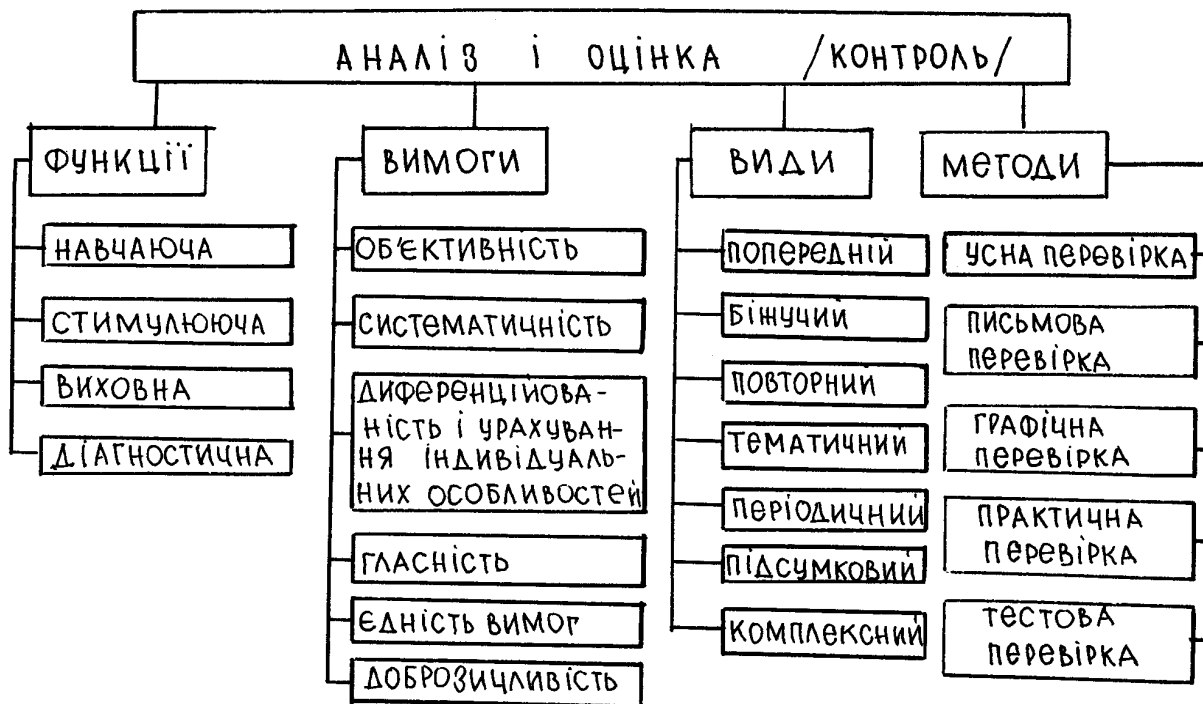 АНАЛІЗ І ОЦІНКА /КОНТРОЛЬ/
ФУНКЦІЇ
НАВЧАЮЧА
СТИМУЛЮЮЧА
ВИХОВНА
ДІАГНОСТИЧНА
ВИМОГИ
ОБ'ЄКТИВНІСТЬ
СИСТЕМАТИЧНІСТЬ
ДИФЕРЕНЦІЙОВА-
НІСТЬ І УРАХУВАН-
НЯ ІНДИВІДУАЛЬ-
НИХ ОСОБЛИВОСТЕЙ
ГЛАСНІСТЬ
ЄДНІСТЬ ВИМОГ
ДОБРОЗИЧЛИВІСТЬ
ВИДИ
ПОПЕРЕДНІЙ
БІЖУЧИЙ
ПОВТОРНИЙ
ТЕМАТИЧНИЙ
ПЕРІОДИЧНИЙ
ПІДСУМКОВИЙ
КОМПЛЕКСНИЙ
МЕТОДИ
УСНА ПЕРЕВІРКА
ПИСЬМОВА
ПЕРЕВІРКА
ГРАФІЧНА
ПЕРЕВІРКА
ПРАКТИЧНА
ПЕРЕВІРКА
ТЕСТОВА
ПЕРЕВІРКА